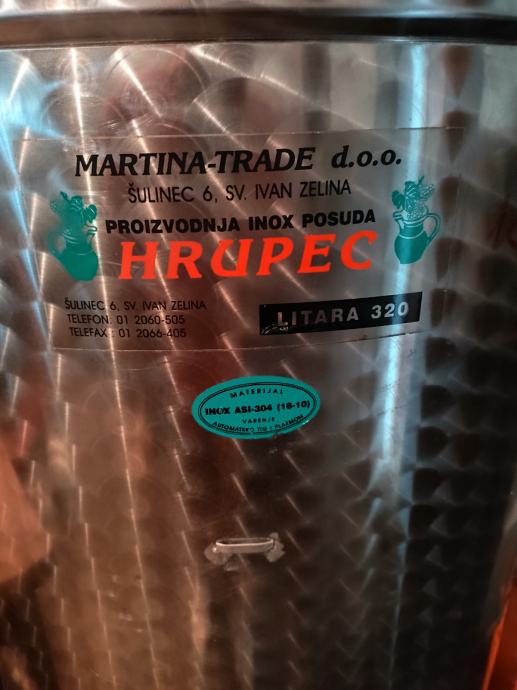 MARTINA-TRADE d.o.o.
ŠULINEC 6, SV. IVAN ZELINA
PROIZVODNJA INOX POSUDA
HRUPEC
ŠULINEC 6, SV. IVAN ZELINA
TELEFON: 01 2060-505
TELEFAX: 01 2066-405
LITARA 320
MATERIJAL
INOX ASI-304 (18-10)
VARENJE
AUTOMATSKO TIG I PLAZMOM